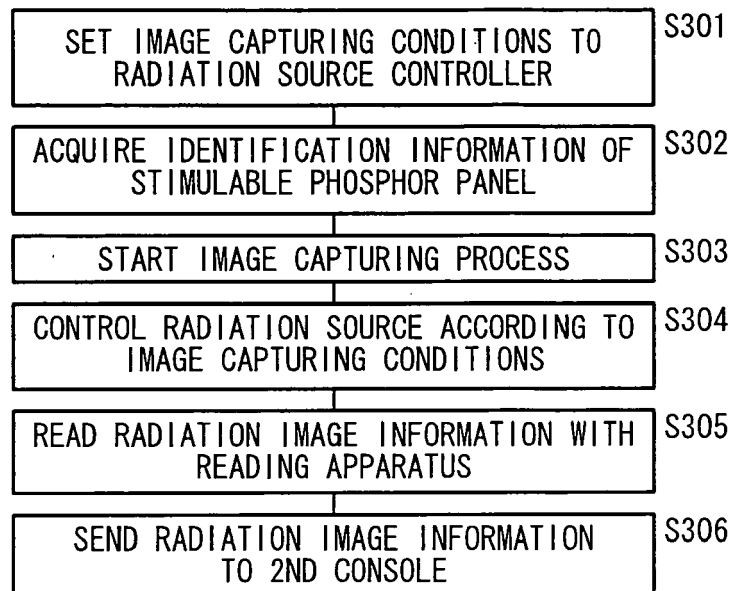 SET IMAGE CAPTURING CONDITIONS TO
RADIATION SOURCE CONTROLLER
S301
ACQUIRE IDENTIFICATION INFORMATION OF
STIMULABLE PHOSPHOR PANEL
S302
START IMAGE CAPTURING PROCESS
S303
CONTROL RADIATION SOURCE ACCORDING TO
IMAGE CAPTURING CONDITIONS
S304
READ RADIATION IMAGE INFORMATION WITH
READING APPARATUS
S305
SEND RADIATION IMAGE INFORMATION
TO 2ND CONSOLE
S306